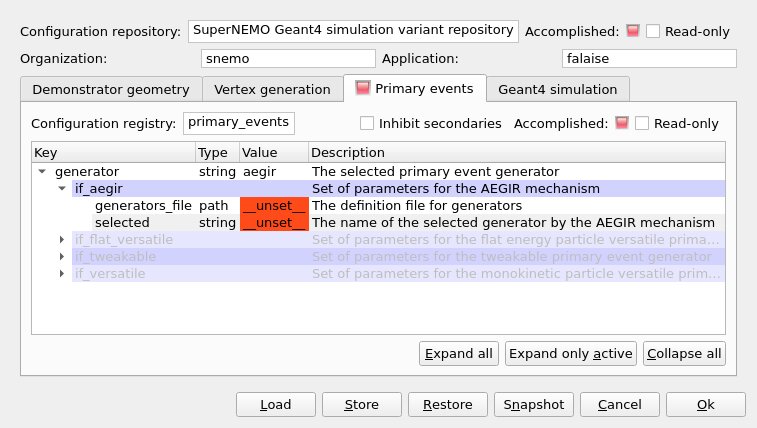 Configuration repository: SuperNEMO Geant4 simulation variant repository Accomplished: Read-only
Organization: snemo Application: falaise
Demonstrator geometry Vertex generation Primary events Geant4 simulation
Configuration registry: primary_events Inhibit secondaries Accomplished: Read-only
Key Type Value Description
generator string aegir The selected primary event generator
if_aegir Set of parameters for the AEGIR mechanism
generators_file path __unset__ The definition file for generators
selected string __unset__ The name of the selected generator by the AEGIR mechanism
if_flat_versatile Set of parameters for the flat energy particle versatile prima...
if_tweakable Set of parameters for the tweakable primary event generator
if_versatile Set of parameters for the monokinetic particle versatile prim...
Expand all Expand only active Collapse all
Load Store Restore Snapshot Cancel Ok